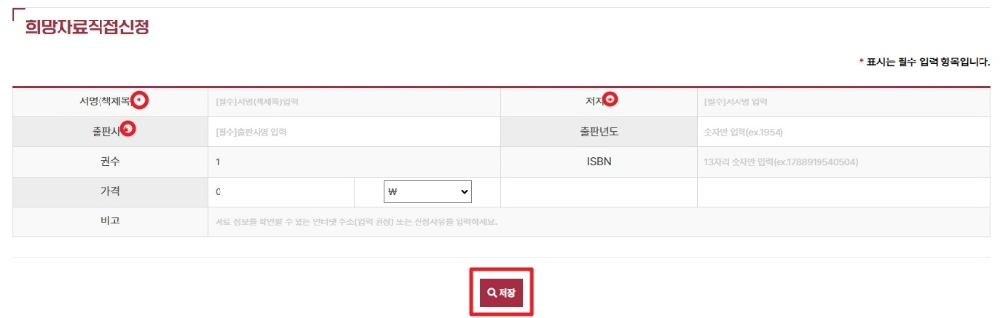 희망자료직접신청
* 표시는 필수 입력 항목입니다.
서명(책제목)* [필수]서명(책제목)입력 저자* [필수]저자명 입력
출판사* [필수]출판사명 입력 출판년도 숫자만 입력(ex.1954)
권수 1 ISBN 13자리 숫자만 입력(ex.1788919540504)
가격 0 ₩
비고 자료 정보를 확인할 수 있는 인터넷 주소(입력 권장) 또는 신청사유를 입력하세요.
저장